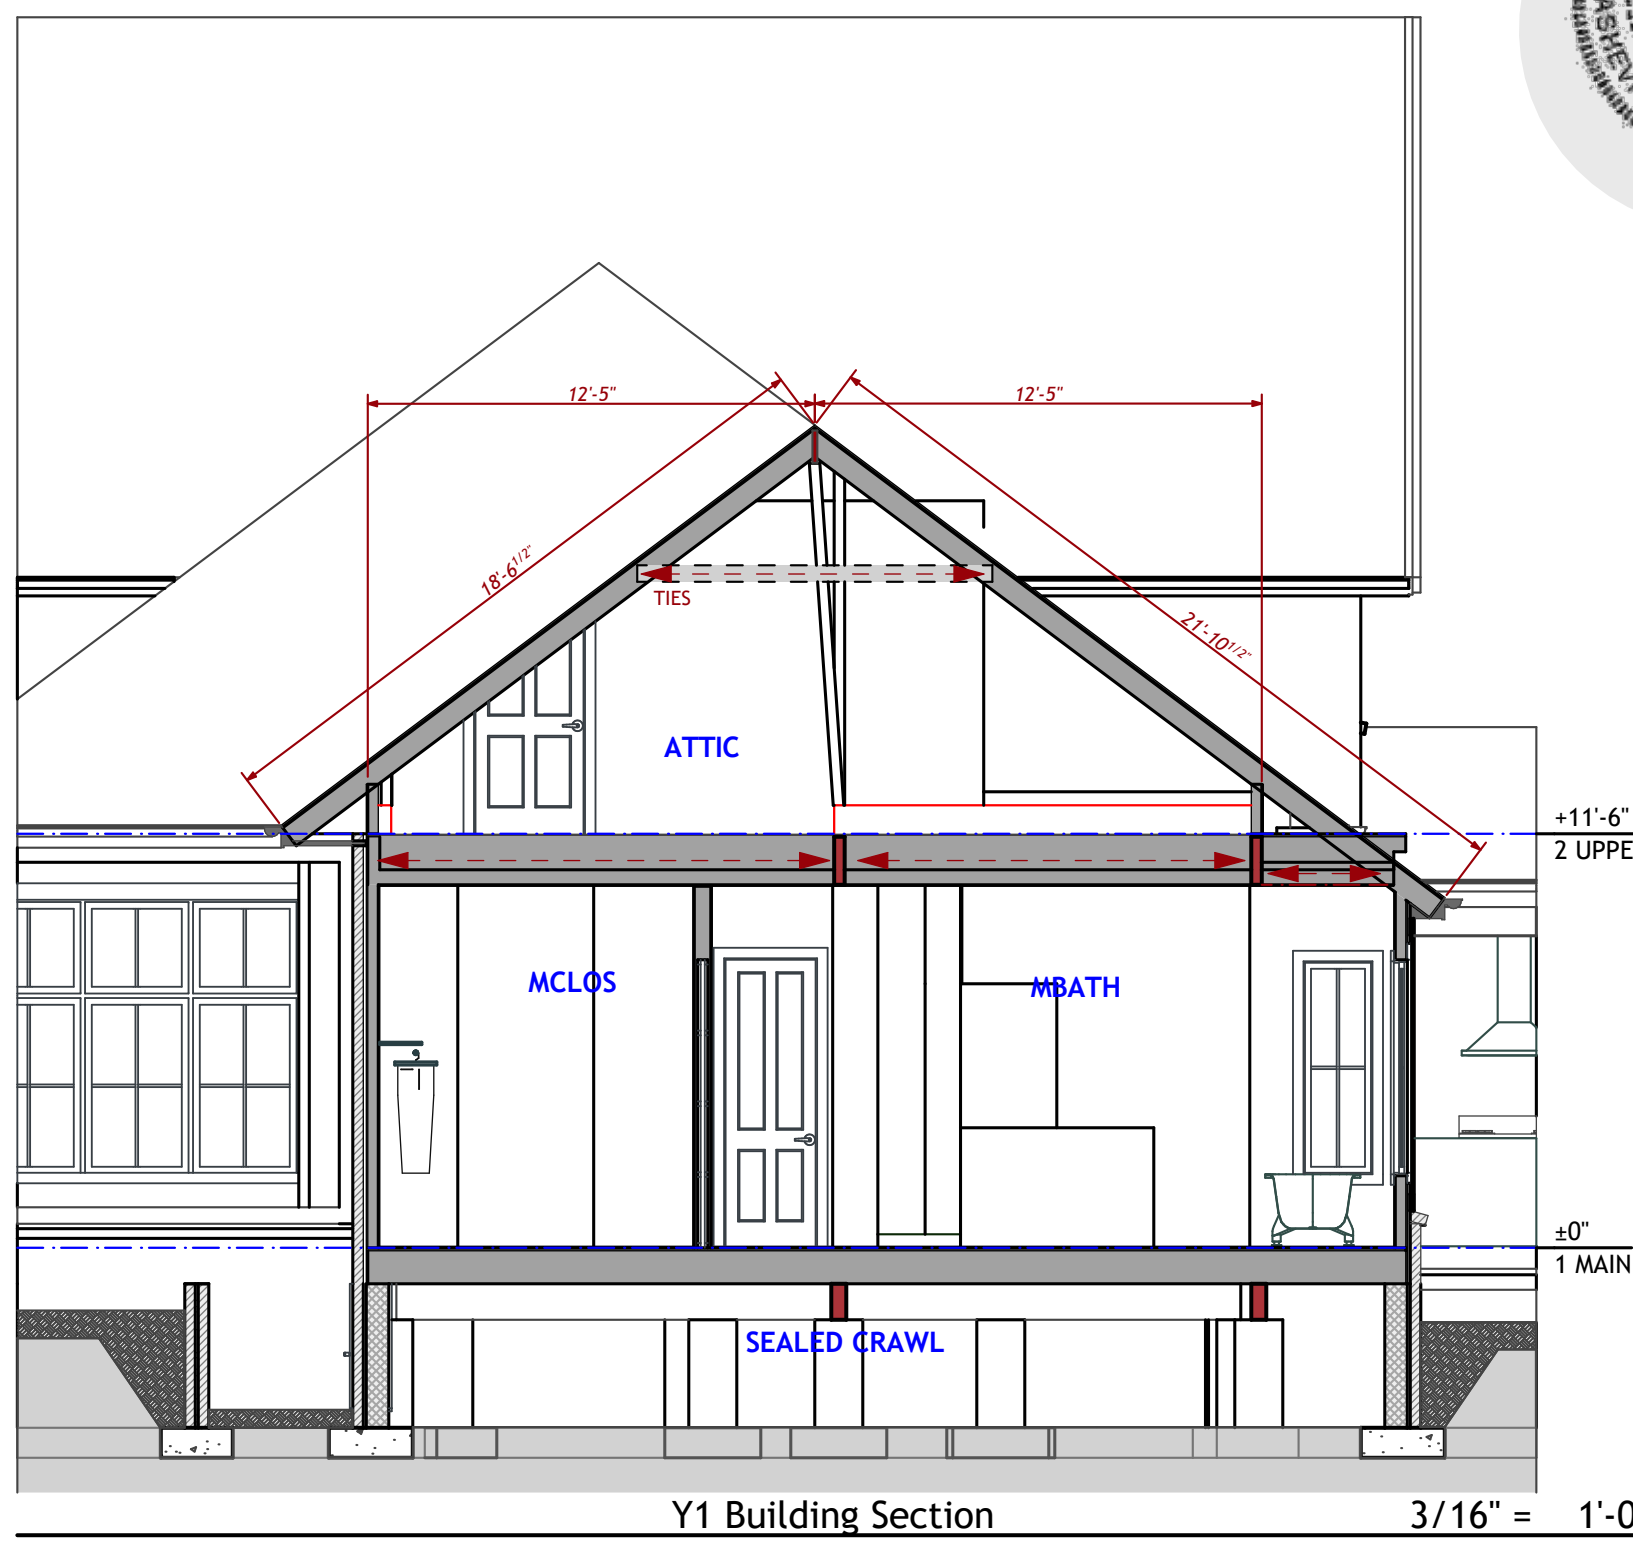 ASHEV
12'-5" 12'-5"
18'-6 1/2"
21'-10 1/2"
TIES
ATTIC
+11'-6"
2 UPPE
MCLOS
MBATH
±0"
1 MAIN
SEALED CRAWL
Y1 Building Section 3/16" = 1'-0